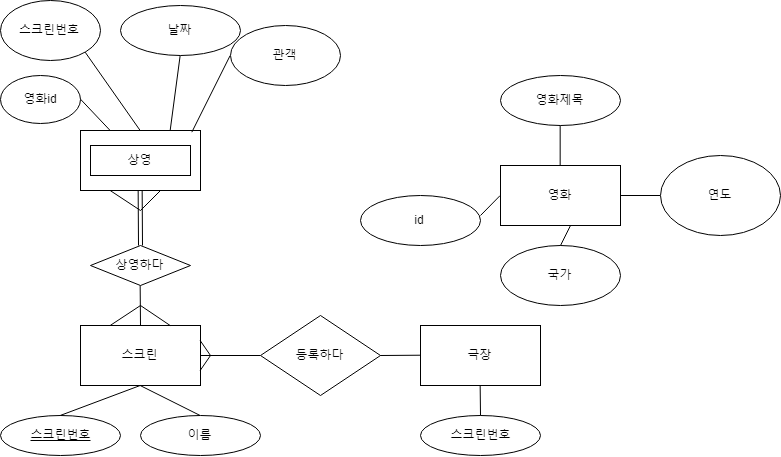 스크린번호
날짜
관객
영화id
영화제목
상영
영화
연도
id
상영하다
국가
스크린
등록하다
극장
스크린번호
이름
스크린번호